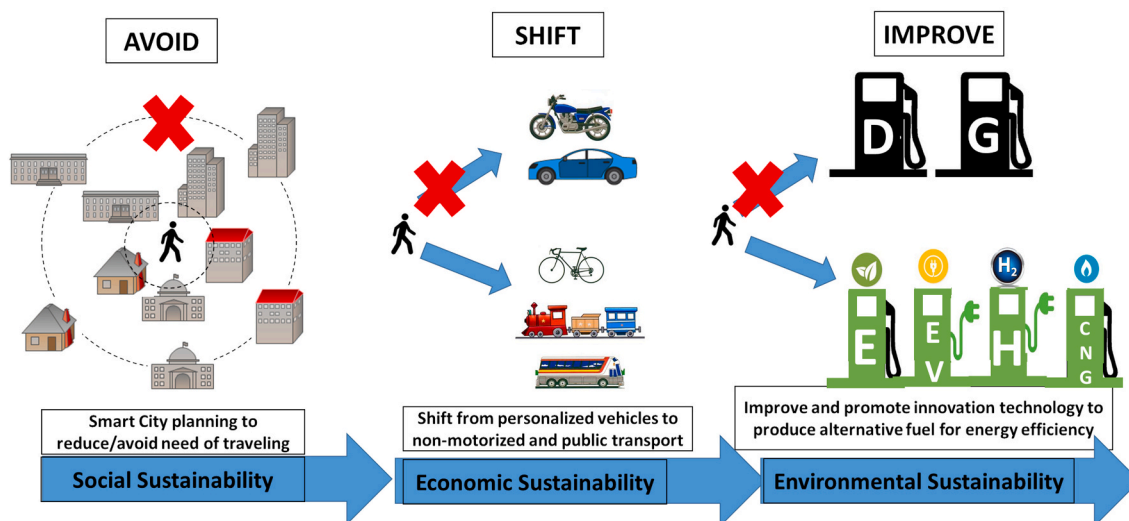 AVOID
SHIFT
IMPROVE
D
G
H2
E
EV
H
CNG
Smart City planning to
reduce/avoid need of traveling
Shift from personalized vehicles to
non-motorized and public transport
Improve and promote innovation technology to
produce alternative fuel for energy efficiency
Social Sustainability
Economic Sustainability
Environmental Sustainability